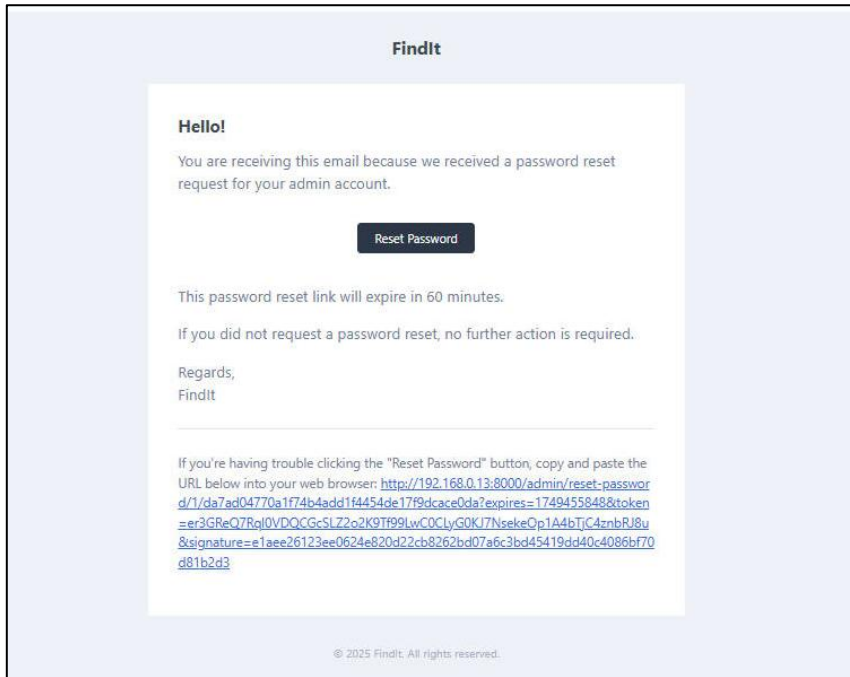 FindIt
Hello!
You are receiving this email because we received a password reset
request for your admin account.
Reset Password
This password reset link will expire in 60 minutes.
If you did not request a password reset, no further action is required.
Regards,
FindIt
If you're having trouble clicking the "Reset Password" button, copy and paste the
URL below into your web browser: http://192.168.0.13:8000/admin/reset-passwor
d/1/da7ad04770a1f74b4add1f4454de17f9dcace0da?expires=1749455848&token
=er3GReQ7RqI0VDQCGcSLZ2o2K9Tf99LwC0CLyG0KJ7NsekeOp1A4bTjC4znbRJ8u
&signature=e1aee26123ee0624e820d22cb8262bd07a6c3bd45419dd40c4086bf70
d81b2d3
© 2025 FindIt. All rights reserved.